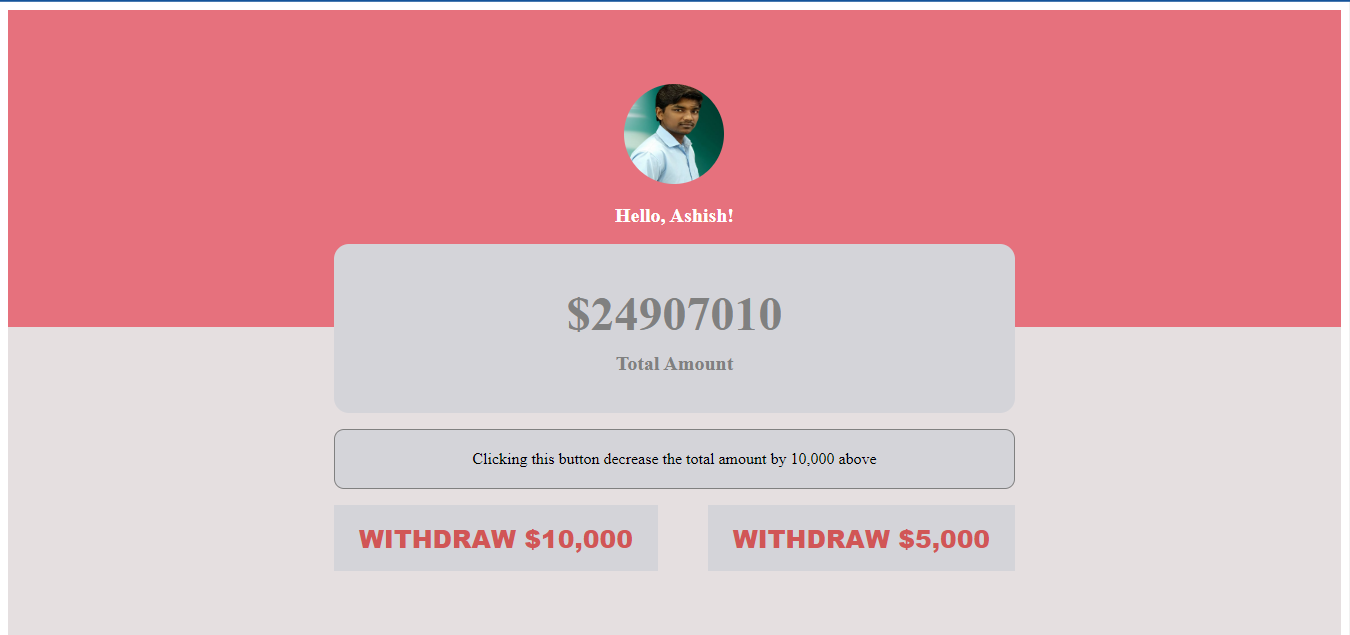 Hello, Ashish!
$24907010
Total Amount
Clicking this button decrease the total amount by 10,000 above
WITHDRAW $10,000
WITHDRAW $5,000